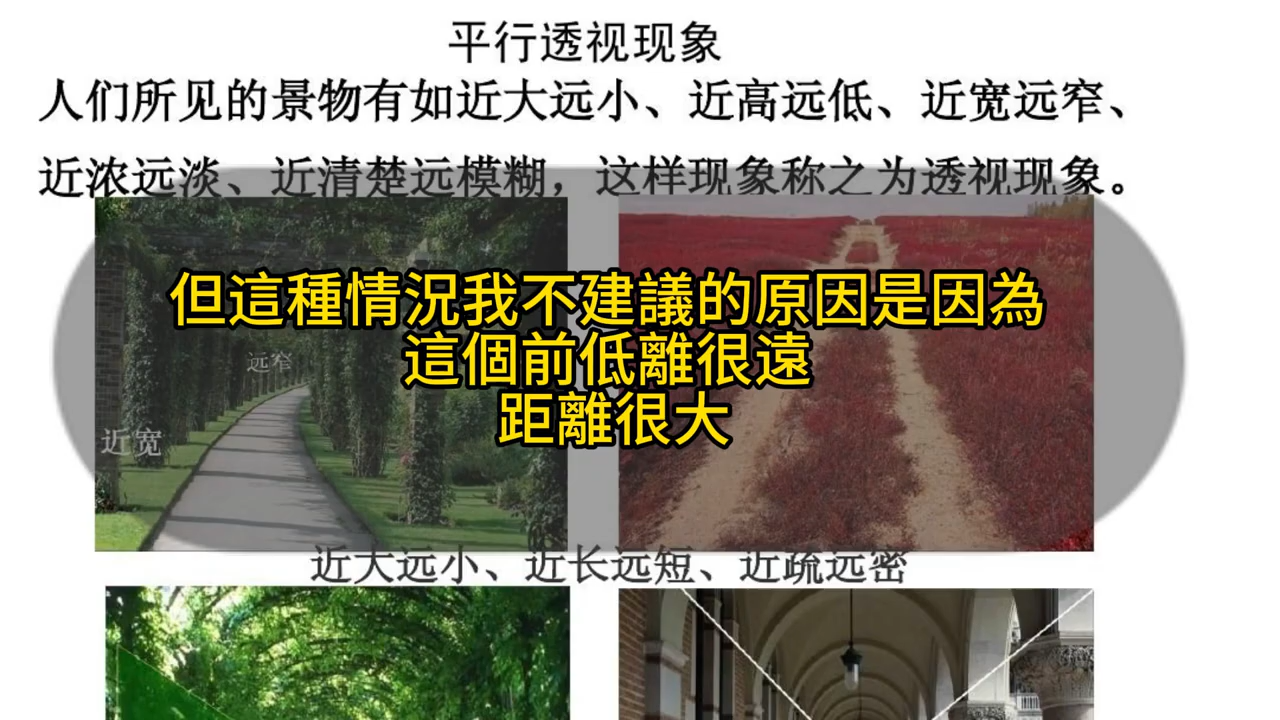 平行透视现象
人们所见的景物有如近大远小、近高远低、近宽远窄、
近浓远淡、近清楚远模糊，这样现象称之为透视现象。
但這種情況我不建議的原因是因為
這個前低離很遠
距離很大
远窄
近宽
近大远小、近长远短、近疏远密